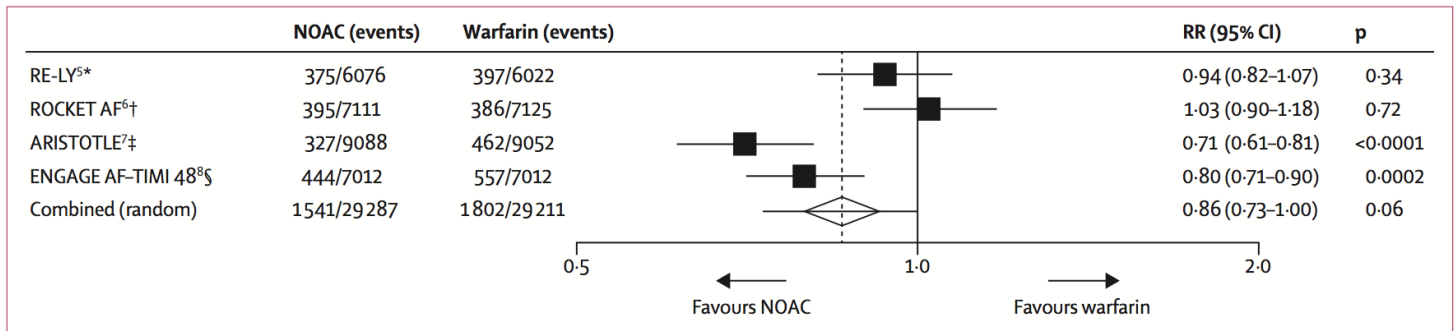 NOAC (events) Warfarin (events) RR (95% CI) p
RE-LY⁵* 375/6076 397/6022 0·94 (0·82–1·07) 0·34
ROCKET AF⁶† 395/7111 386/7125 1·03 (0·90–1·18) 0·72
ARISTOTLE⁷‡ 327/9088 462/9052 0·71 (0·61–0·81) <0·0001
ENGAGE AF–TIMI 48⁸§ 444/7012 557/7012 0·80 (0·71–0·90) 0·0002
Combined (random) 1541/29 287 1802/29 211 0·86 (0·73–1·00) 0·06
0·5 1·0 2·0
Favours NOAC Favours warfarin